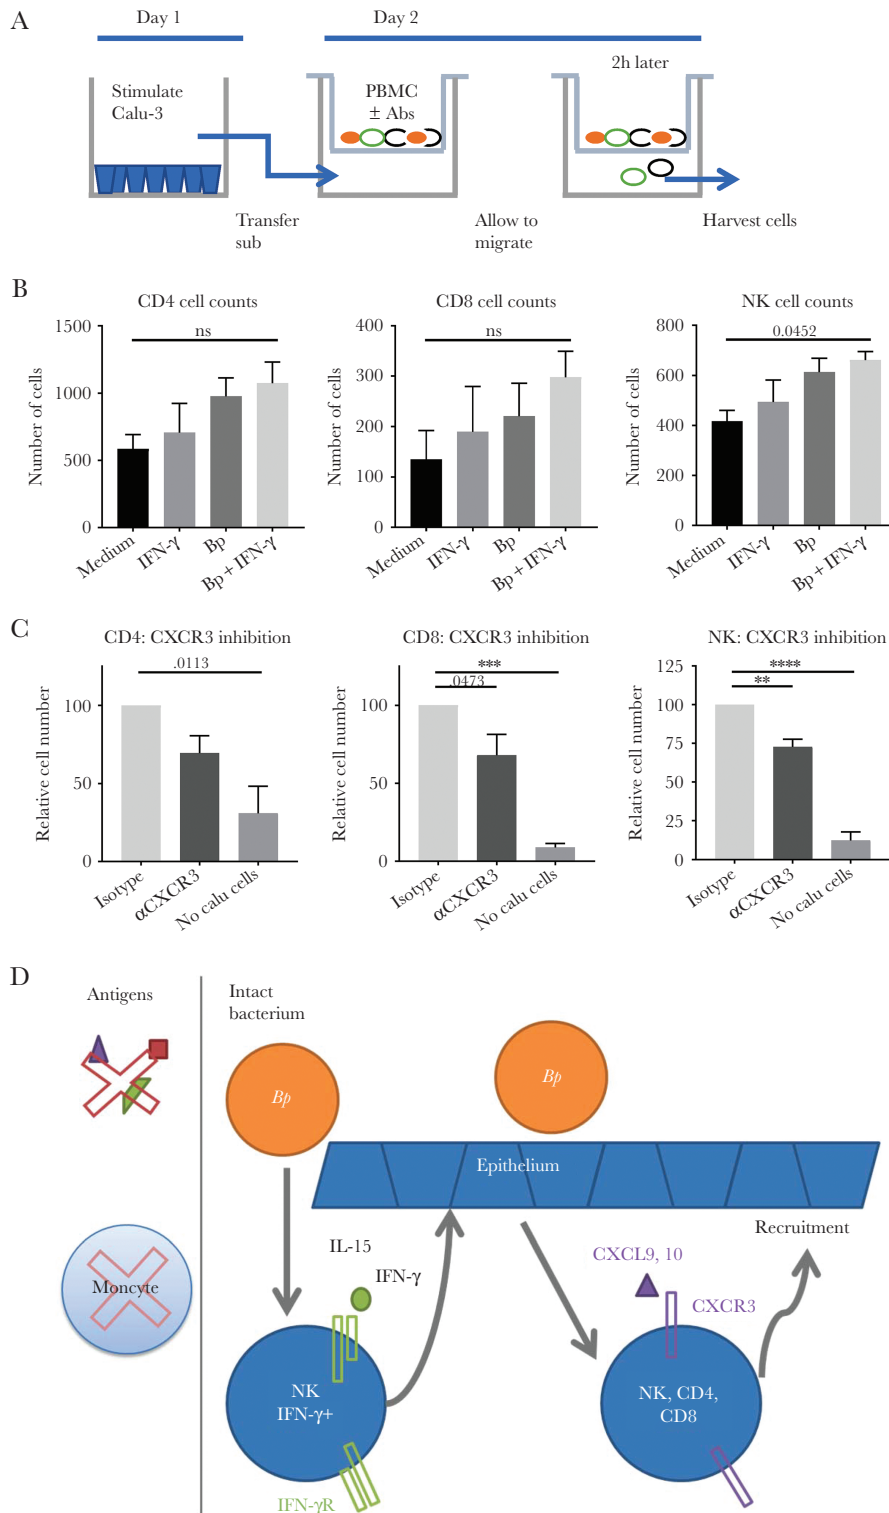 A
Day 1
Day 2
Stimulate
Calu-3
PBMC
± Abs
2h later
Transfer
sub
Allow to
migrate
Harvest cells
B
CD4 cell counts
Number of cells
1500
1000
500
0
ns
Medium
IFN-γ
Bp
Bp + IFN-γ
CD8 cell counts
Number of cells
400
300
200
100
0
ns
Medium
IFN-γ
Bp
Bp + IFN-γ
NK cell counts
Number of cells
800
600
400
200
0
0.0452
Medium
IFN-γ
Bp
Bp + IFN-γ
C
CD4: CXCR3 inhibition
Relative cell number
100
50
0
.0113
Isotype
αCXCR3
No calu cells
CD8: CXCR3 inhibition
Relative cell number
100
50
0
***
.0473
Isotype
αCXCR3
No calu cells
NK: CXCR3 inhibition
Relative cell number
125
100
75
50
25
0
****
**
Isotype
αCXCR3
No calu cells
D
Antigens
Intact
bacterium
Bp
Bp
Epithelium
Moncyte
IL-15
IFN-γ
Recruitment
CXCL9, 10
CXCR3
NK
IFN-γ+
NK, CD4,
CD8
IFN-γR